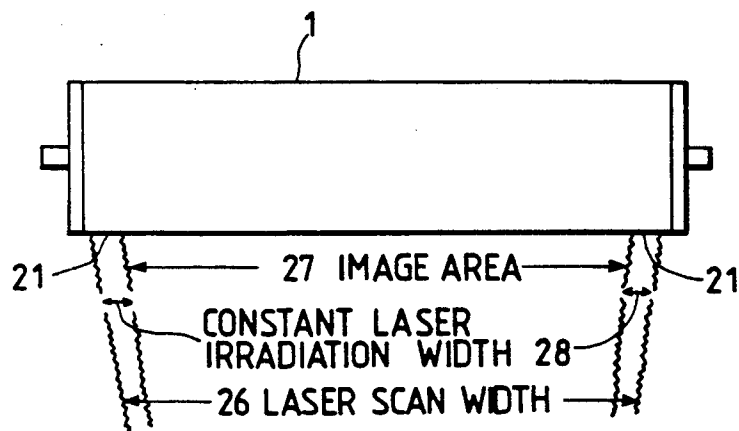 1
21
27 IMAGE AREA
21
CONSTANT LASER
IRRADIATION WIDTH 28
26 LASER SCAN WIDTH